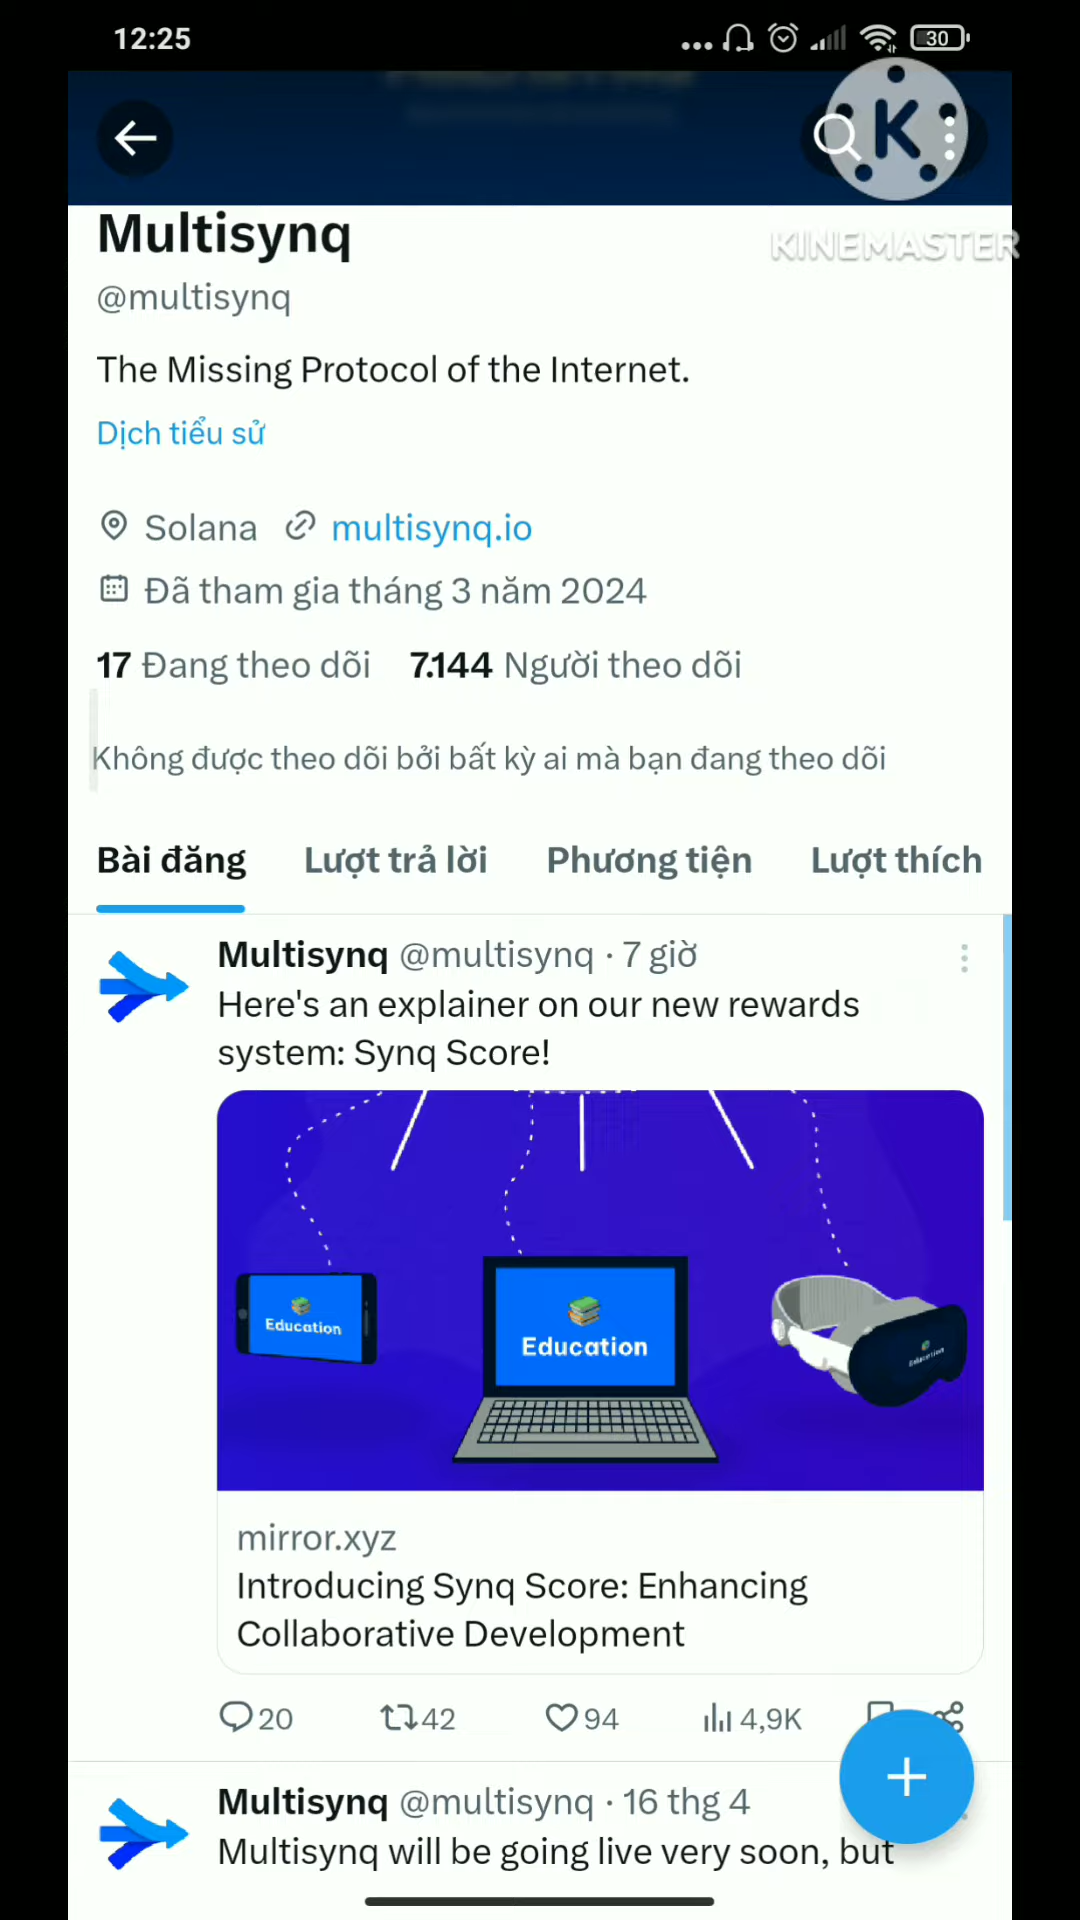 12:25
30
K
KINEMASTER
Multisynq
@multisynq
The Missing Protocol of the Internet.
Dịch tiểu sử
Solana multisynq.io
Đã tham gia tháng 3 năm 2024
17 Đang theo dõi 7.144 Người theo dõi
Không được theo dõi bởi bất kỳ ai mà bạn đang theo dõi
Bài đăng Lượt trả lời Phương tiện Lượt thích
Multisynq @multisynq · 7 giờ
Here's an explainer on our new rewards
system: Synq Score!
Education
Education
Education
mirror.xyz
Introducing Synq Score: Enhancing
Collaborative Development
20 42 94 4,9K
Multisynq @multisynq · 16 thg 4
Multisynq will be going live very soon, but